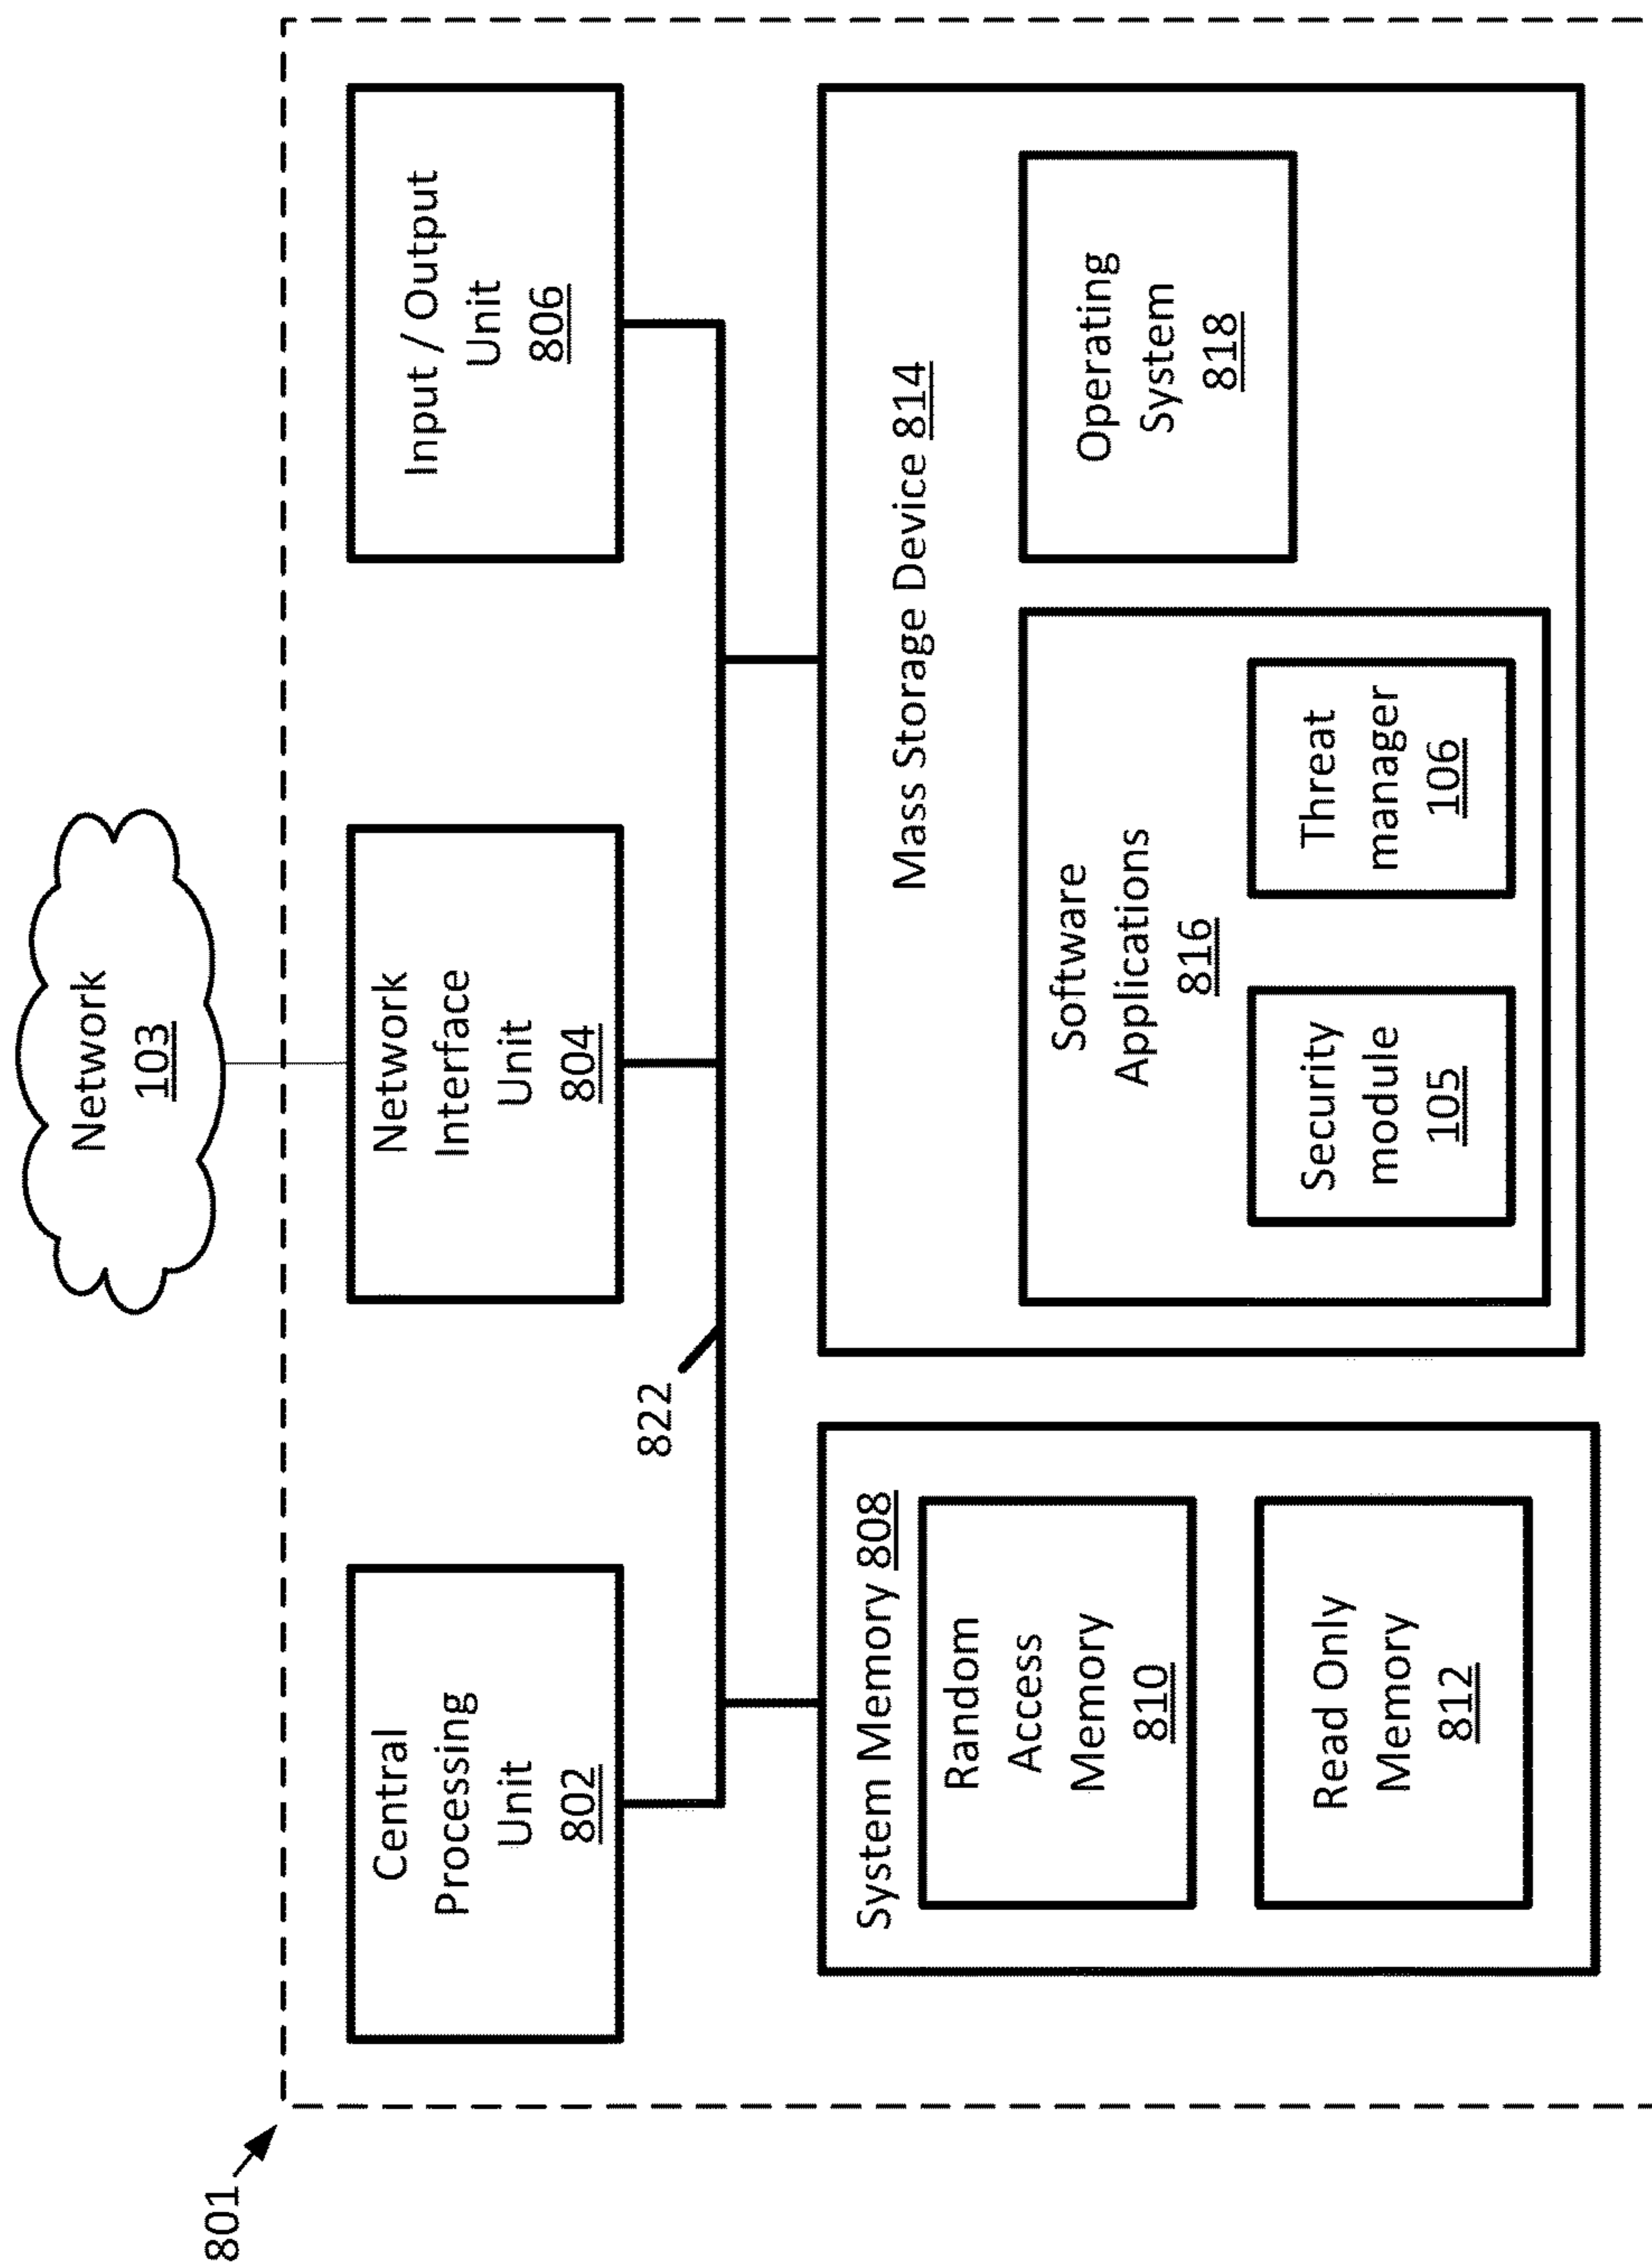 801
Network
103
Central
Processing
Unit
802
Network
Interface
Unit
804
Input / Output
Unit
806
822
System Memory 808
Random
Access
Memory
810
Read Only
Memory
812
Mass Storage Device 814
Software
Applications
816
Security
module
105
Threat
manager
106
Operating
System
818